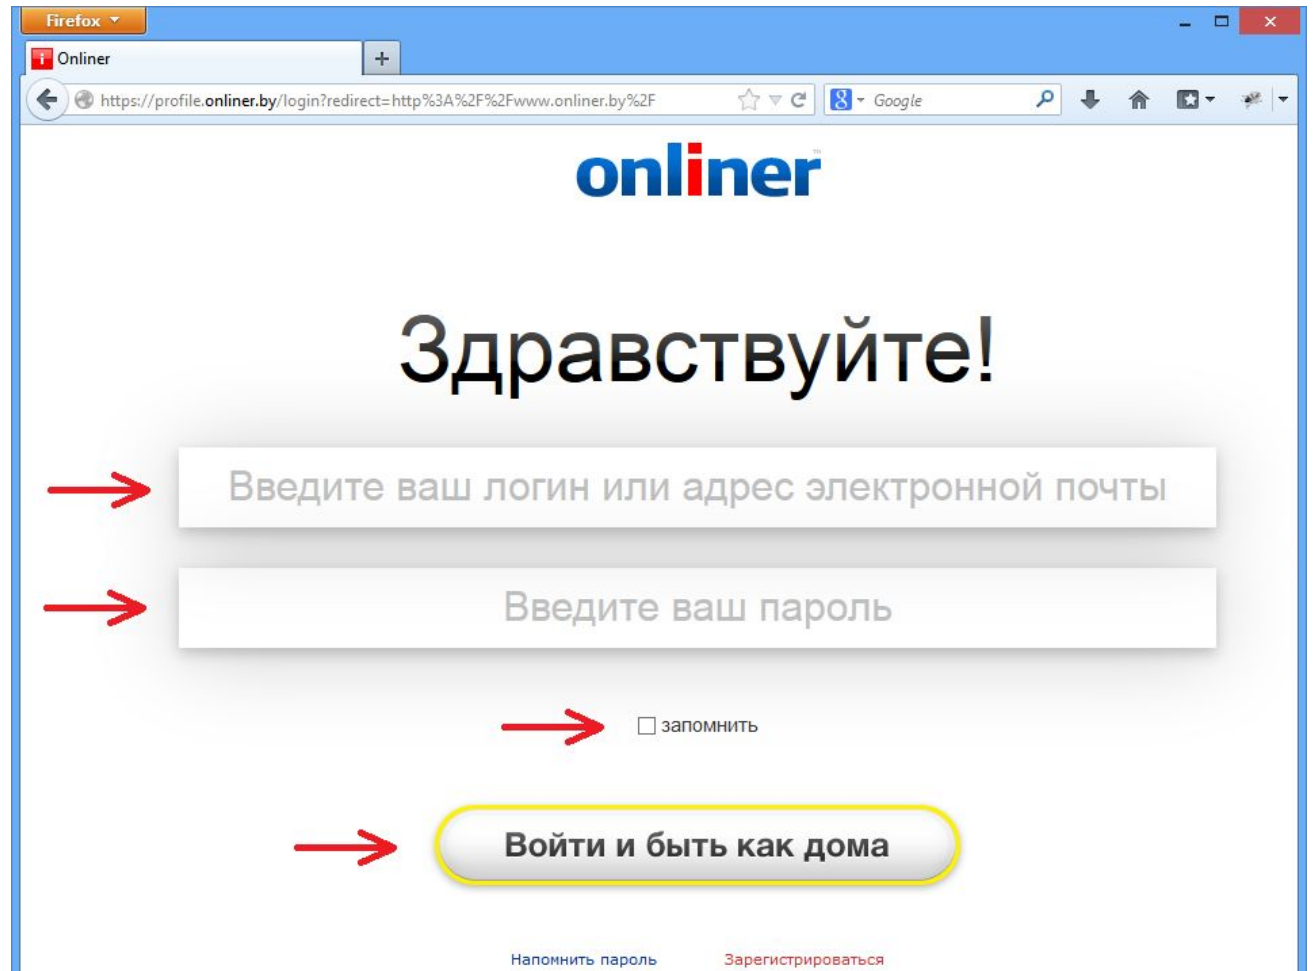 Firefox
Onliner
https://profile.onliner.by/login?redirect=http%3A%2F%2Fwww.onliner.by%2F
Google
onliner™
Здравствуйте!
Введите ваш логин или адрес электронной почты
Введите ваш пароль
запомнить
Войти и быть как дома
Напомнить пароль Зарегистрироваться